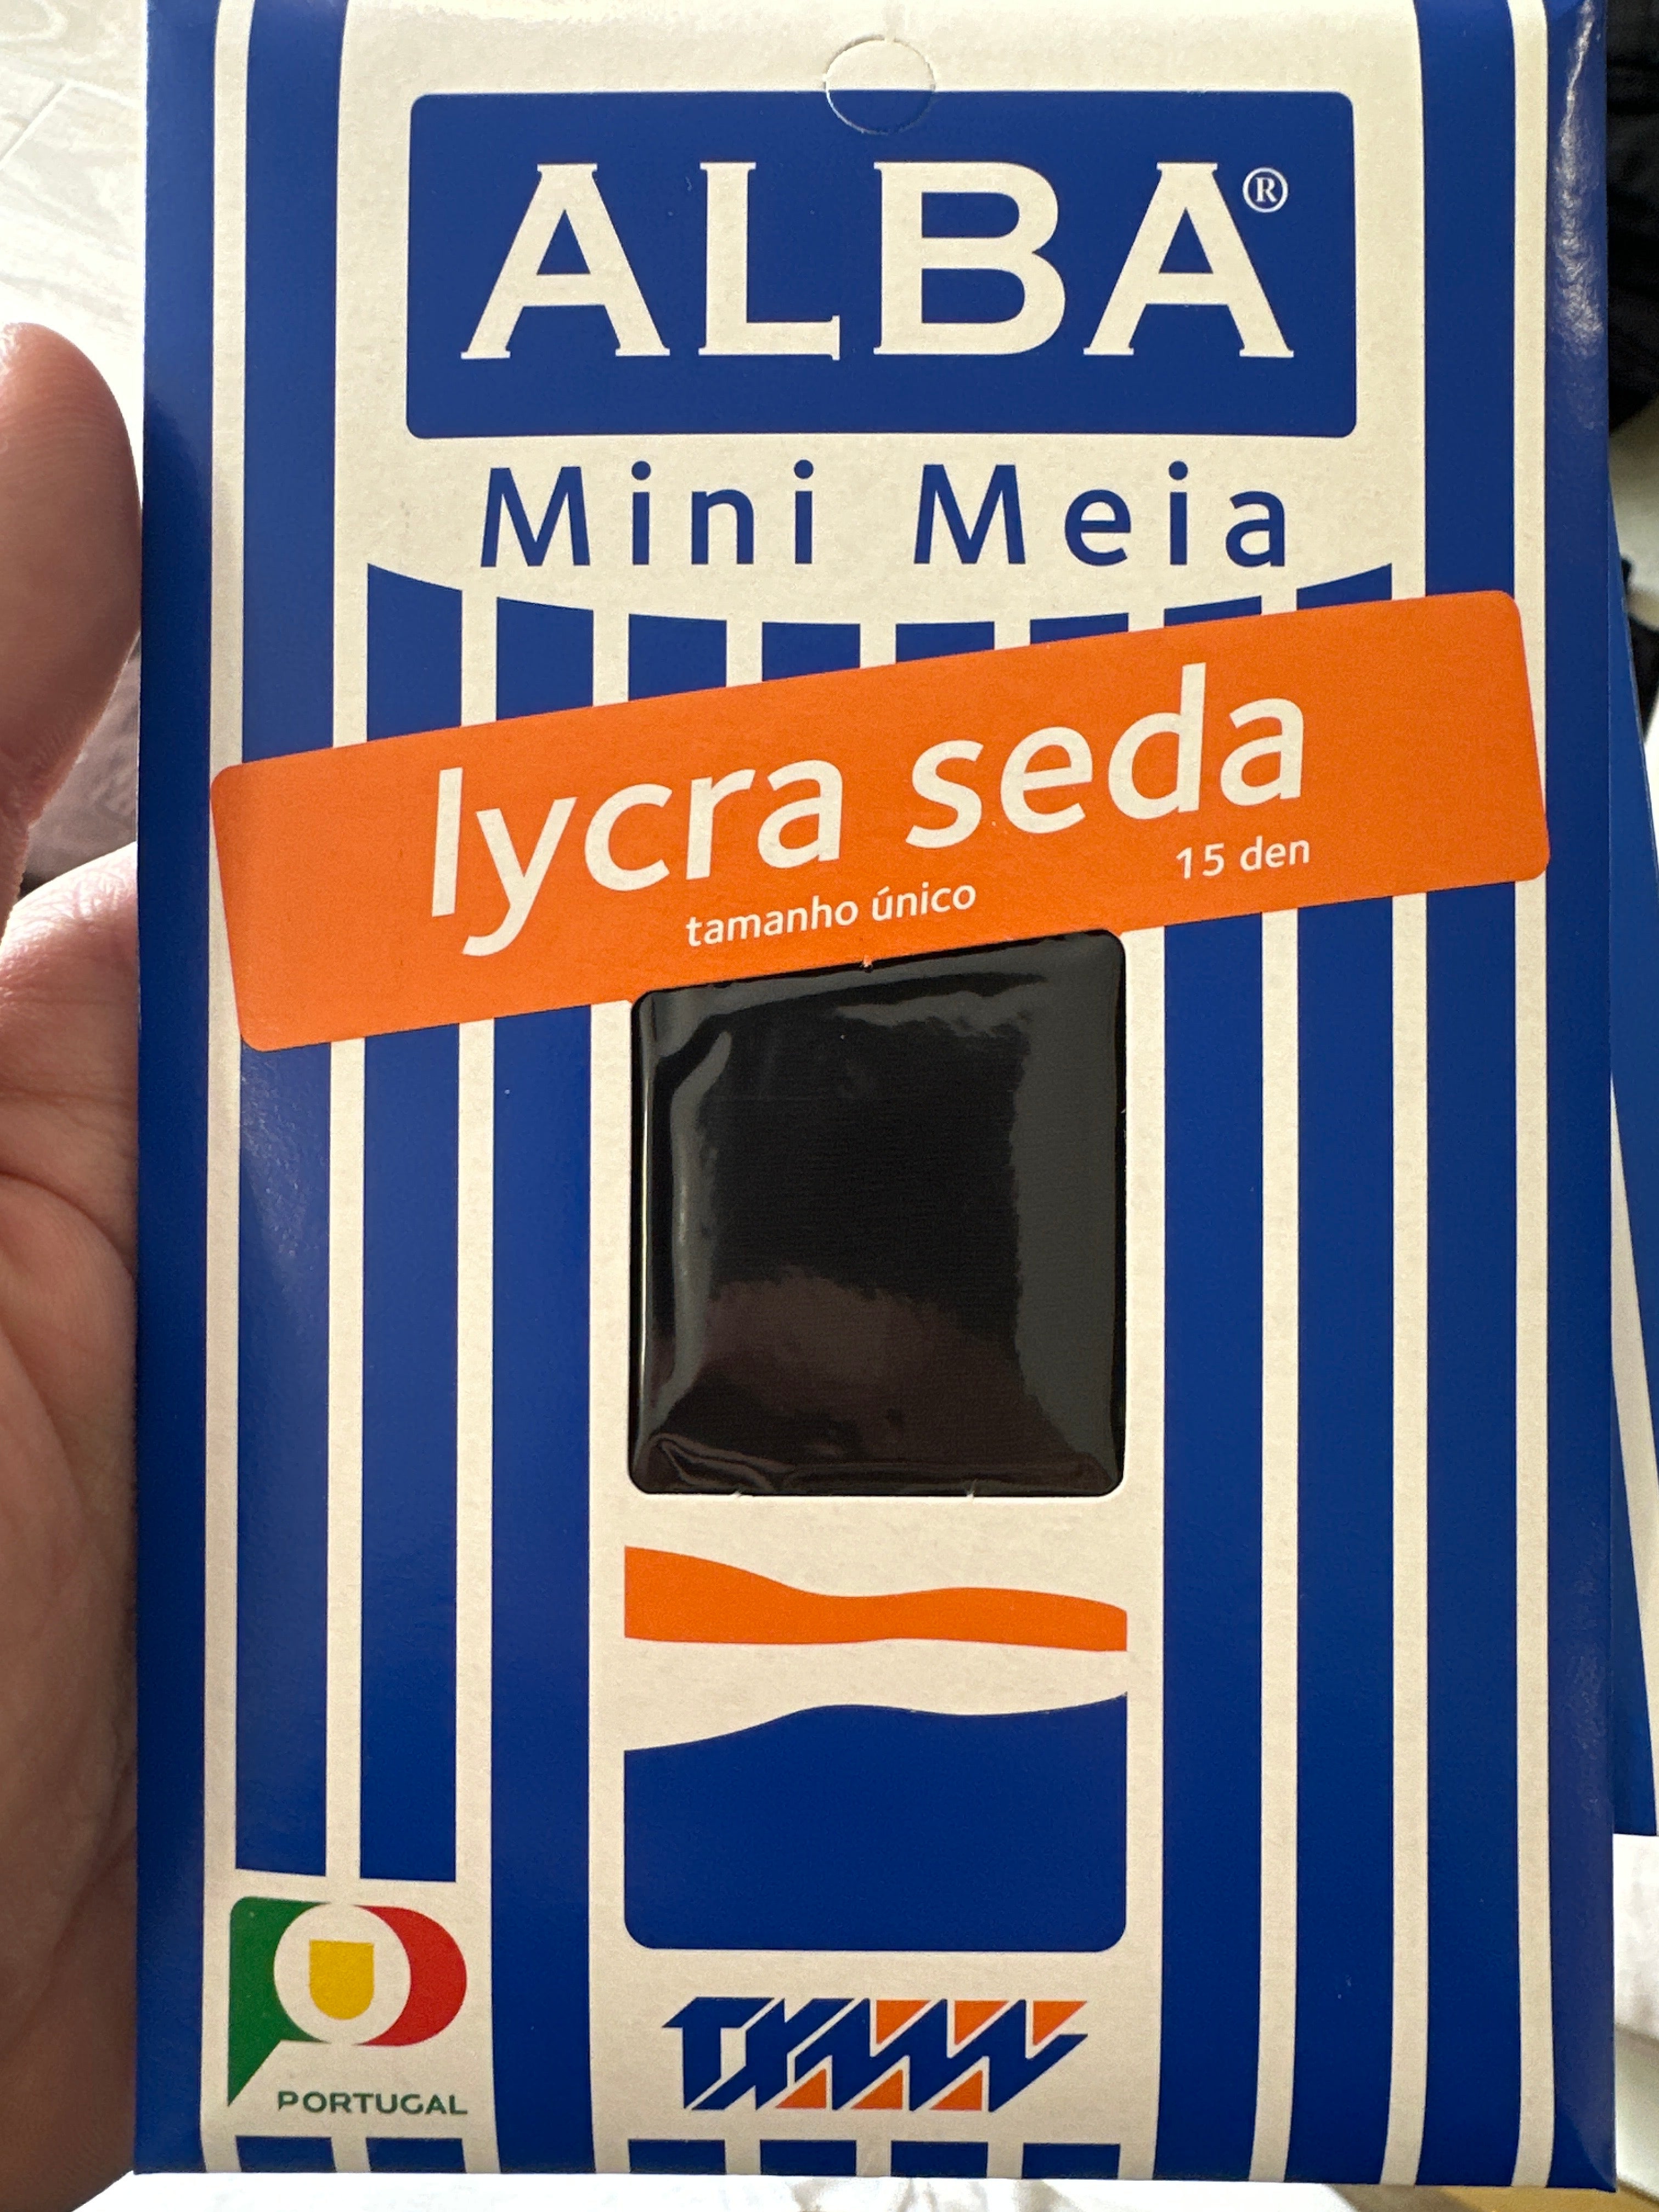 ALBA®
Mini Meia
lycra seda
tamanho único 15 den
PORTUGAL